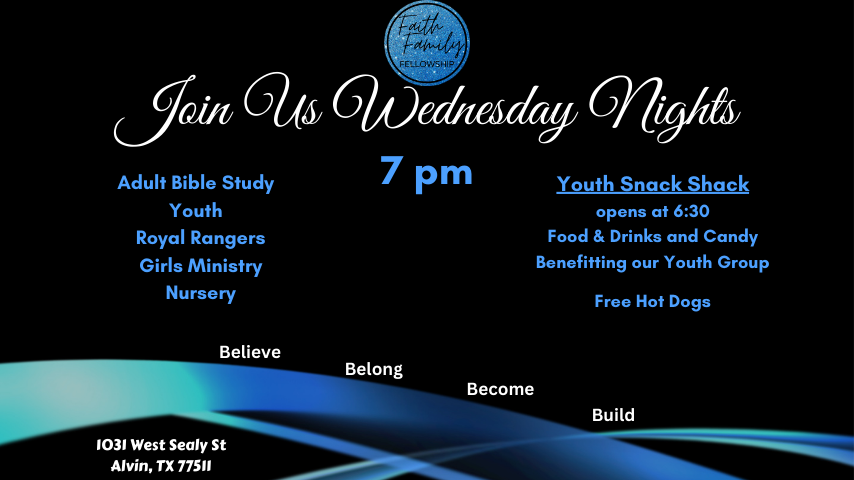 Faith
Family
FELLOWSHIP
Join Us Wednesday Nights
7 pm
Adult Bible Study
Youth
Royal Rangers
Girls Ministry
Nursery
Youth Snack Shack
opens at 6:30
Food & Drinks and Candy
Benefitting our Youth Group
Free Hot Dogs
Believe
Belong
Become
Build
1031 West Sealy St
Alvin, TX 77511